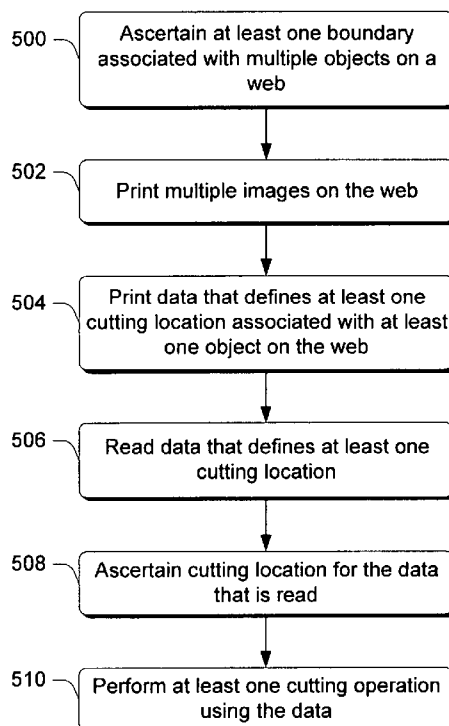 500
Ascertain at least one boundary
associated with multiple objects on a
web
502
Print multiple images on the web
504
Print data that defines at least one
cutting location associated with at least
one object on the web
506
Read data that defines at least one
cutting location
508
Ascertain cutting location for the data
that is read
510
Perform at least one cutting operation
using the data